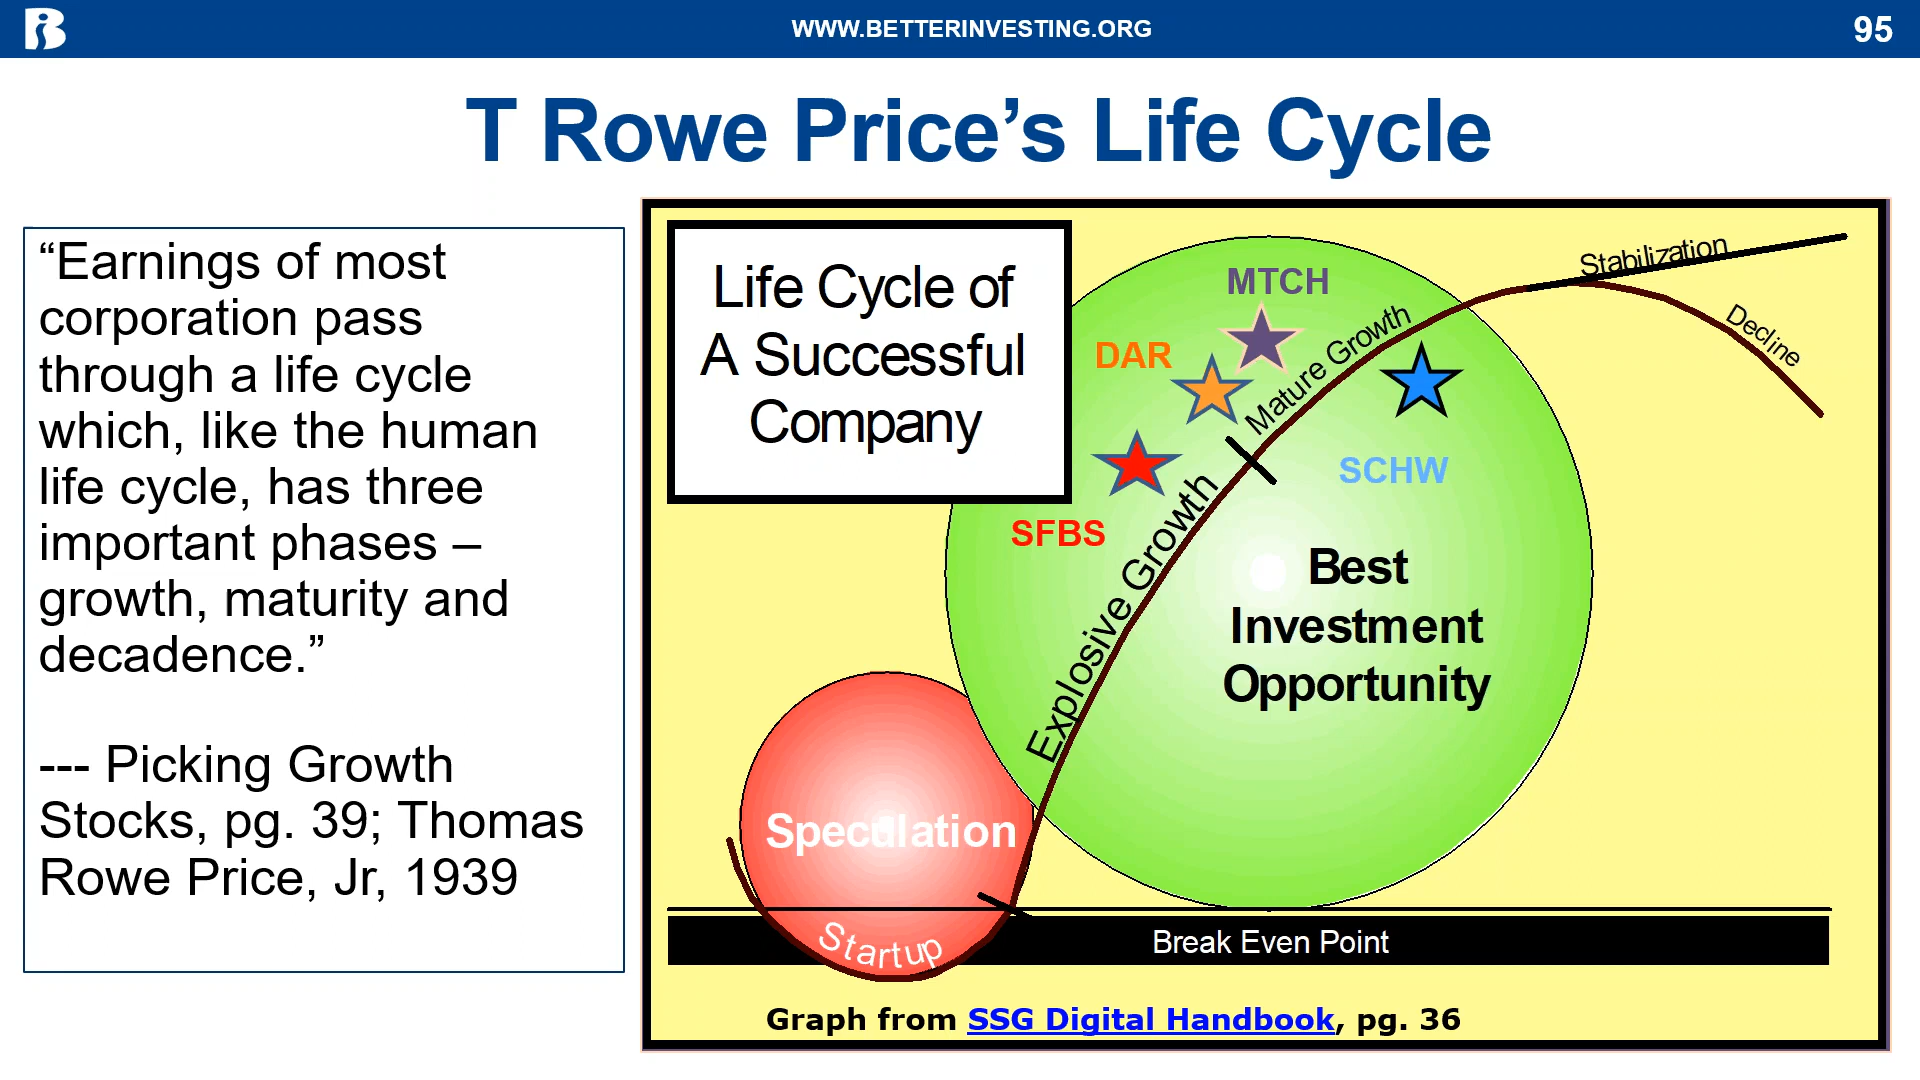 WWW.BETTERINVESTING.ORG
95
T Rowe Price’s Life Cycle
“Earnings of most
corporation pass
through a life cycle
which, like the human
life cycle, has three
important phases –
growth, maturity and
decadence.”
--- Picking Growth
Stocks, pg. 39; Thomas
Rowe Price, Jr, 1939
Life Cycle of
A Successful
Company
MTCH
DAR
SFBS
SCHW
Stabilization
Decline
Mature Growth
Explosive Growth
Best
Investment
Opportunity
Speculation
Startup
Break Even Point
Graph from SSG Digital Handbook, pg. 36